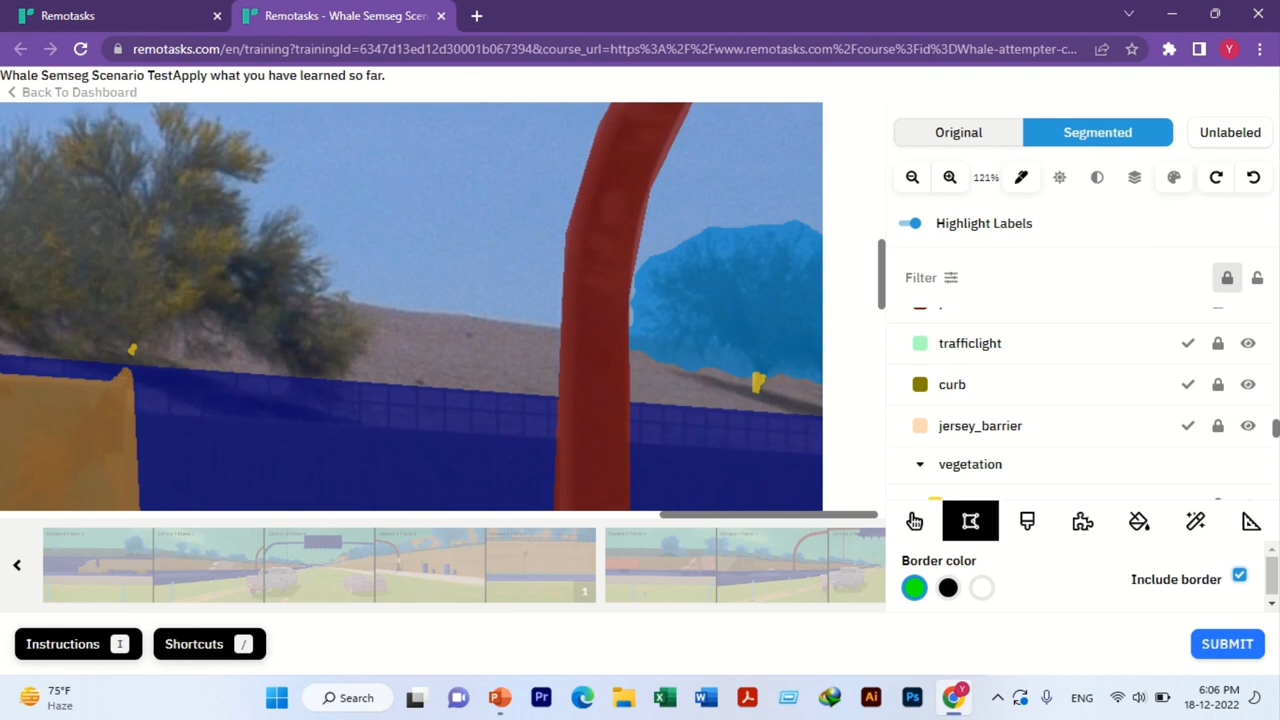 Remotasks
Remotasks - Whale Semseg Scen
remotasks.com/en/training?trainingId=6347d13ed12d30001b067394&course_url=https%3A%2F%2Fwww.remotasks.com%2Fcourse%3Fid%3DWhale-attempter-c...
Y
Whale Semseg Scenario TestApply what you have learned so far.
Back To Dashboard
Original
Segmented
Unlabeled
121%
Highlight Labels
Filter
trafficlight
curb
jersey_barrier
vegetation
Border color
Include border
1
Instructions I
Shortcuts /
SUBMIT
75°F
Haze
Search
ENG
6:06 PM
18-12-2022